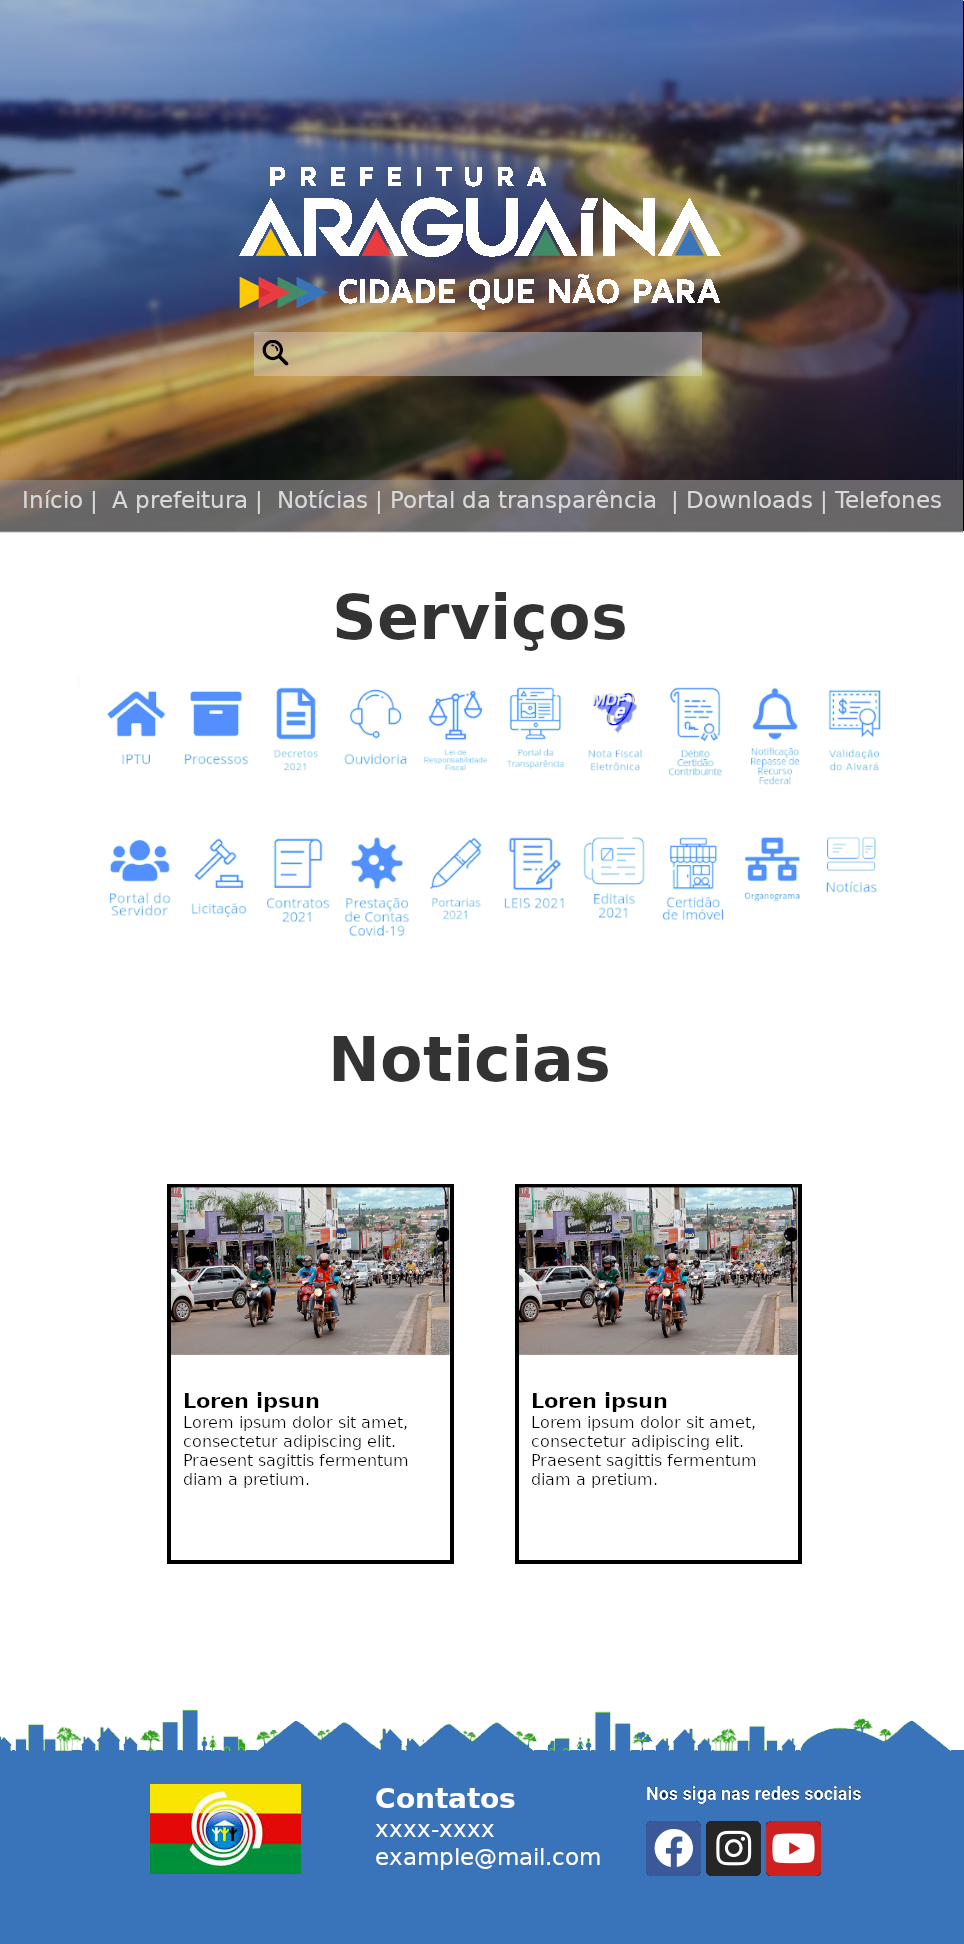 PREFEITURA
ARAGUAÍNA
CIDADE QUE NÃO PARA
Início | A prefeitura | Notícias | Portal da transparência | Downloads | Telefones
Serviços
IPTU
Processos
Decretos
2021
Ouvidoria
Lei de
Responsabilidade
Fiscal
Portal da
Transparência
Nota Fiscal
Eletrônica
Débito
Certidão
Contribuinte
Notificação
Repasse de
Recurso
Federal
Validação
do Alvará
Portal do
Servidor
Licitação
Contratos
2021
Prestação
de Contas
Covid-19
Portarias
2021
LEIS 2021
Editais
2021
Certidão
de Imóvel
Organograma
Notícias
Noticias
Loren ipsun
Lorem ipsum dolor sit amet,
consectetur adipiscing elit.
Praesent sagittis fermentum
diam a pretium.
Loren ipsun
Lorem ipsum dolor sit amet,
consectetur adipiscing elit.
Praesent sagittis fermentum
diam a pretium.
Contatos
xxxx-xxxx
example@mail.com
Nos siga nas redes sociais